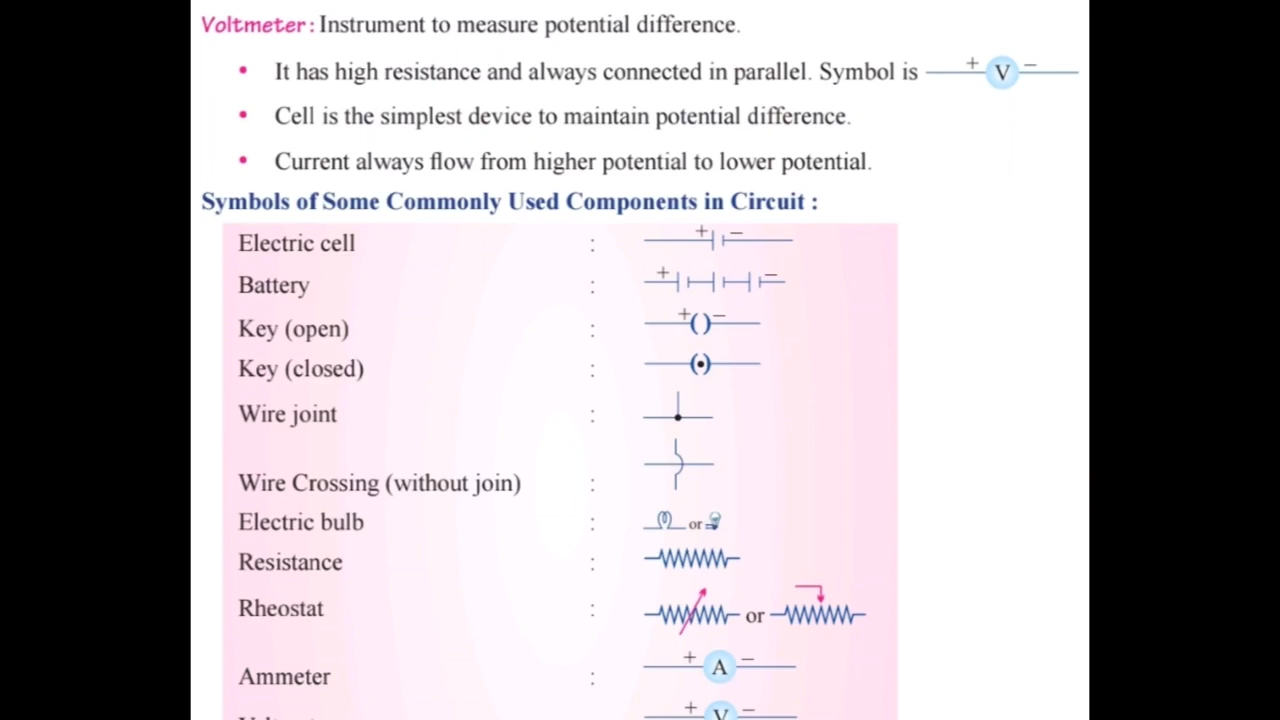 Voltmeter : Instrument to measure potential difference.
• It has high resistance and always connected in parallel. Symbol is + V −
• Cell is the simplest device to maintain potential difference.
• Current always flow from higher potential to lower potential.
Symbols of Some Commonly Used Components in Circuit :
Electric cell : + −
Battery : + −
Key (open) : + ( ) −
Key (closed) : (•)
Wire joint :
Wire Crossing (without join) :
Electric bulb : or
Resistance :
Rheostat : or
Ammeter : + A −
+ V −